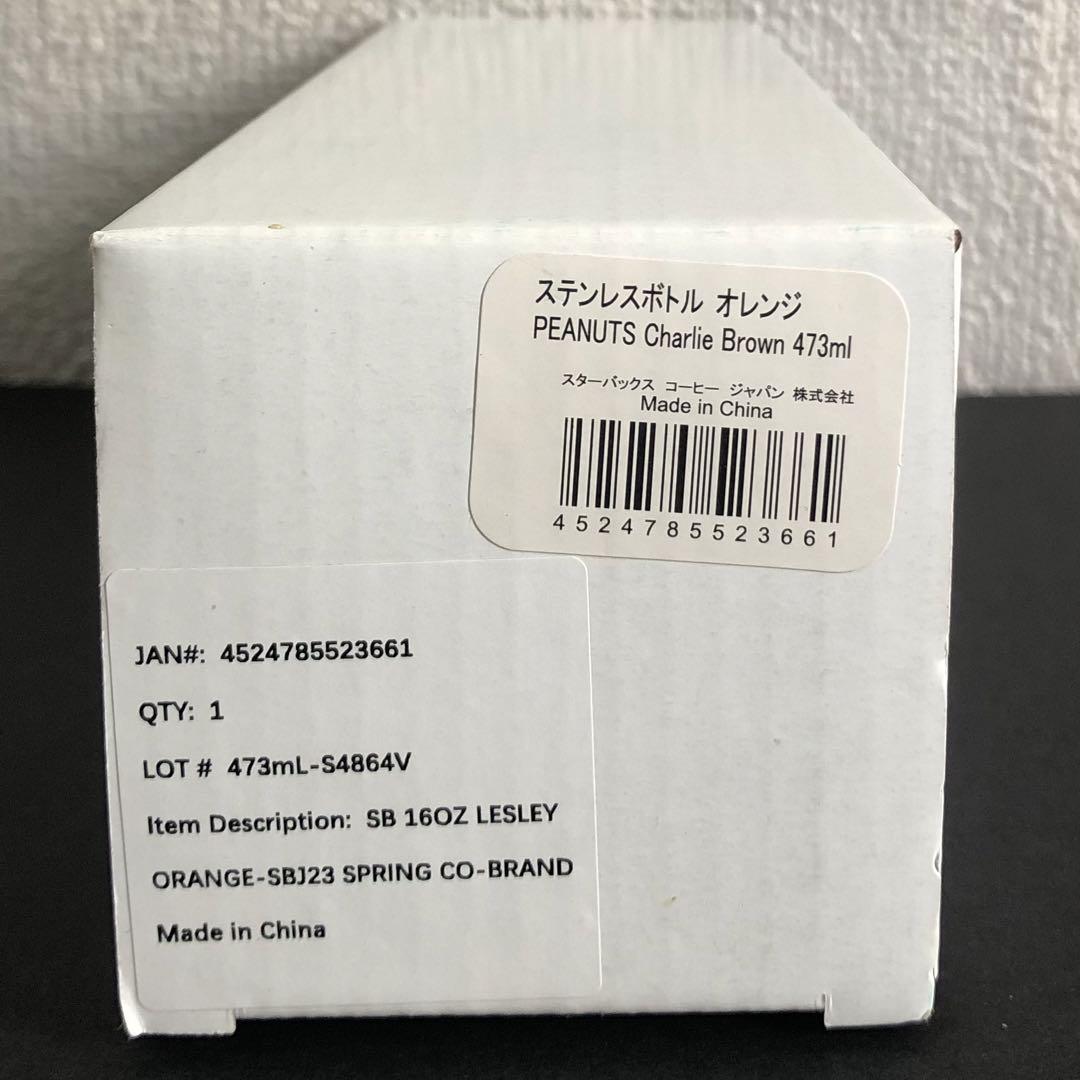 ステンレスボトル オレンジ
PEANUTS Charlie Brown 473ml
スターバックス コーヒー ジャパン 株式会社
Made in China
4524785523661
JAN#: 4524785523661
QTY: 1
LOT # 473mL-S4864V
Item Description: SB 16OZ LESLEY
ORANGE-SBJ23 SPRING CO-BRAND
Made in China